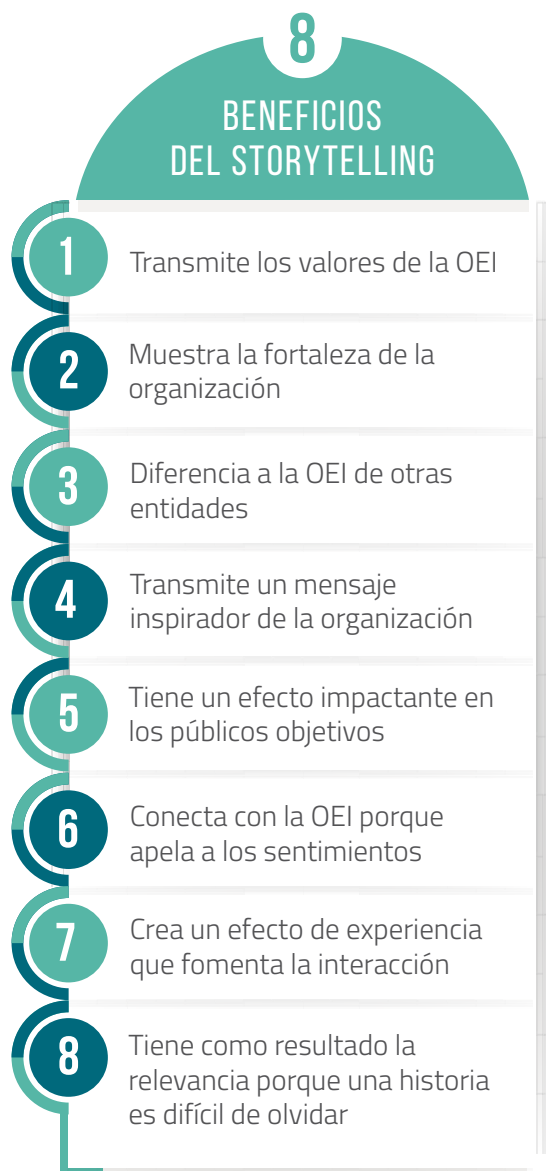 8
BENEFICIOS
DEL STORYTELLING
1
Transmite los valores de la OEI
2
Muestra la fortaleza de la
organización
3
Diferencia a la OEI de otras
entidades
4
Transmite un mensaje
inspirador de la organización
5
Tiene un efecto impactante en
los públicos objetivos
6
Conecta con la OEI porque
apela a los sentimientos
7
Crea un efecto de experiencia
que fomenta la interacción
8
Tiene como resultado la
relevancia porque una historia
es difícil de olvidar